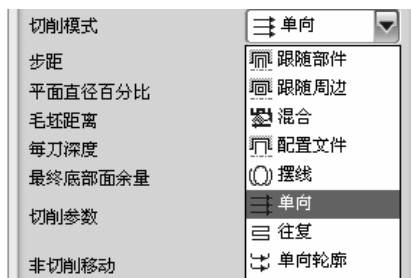 切削模式
单向
步距
跟随部件
平面直径百分比
跟随周边
毛坯距离
混合
每刀深度
配置文件
最终底部面余量
摆线
单向
切削参数
往复
非切削移动
单向轮廓